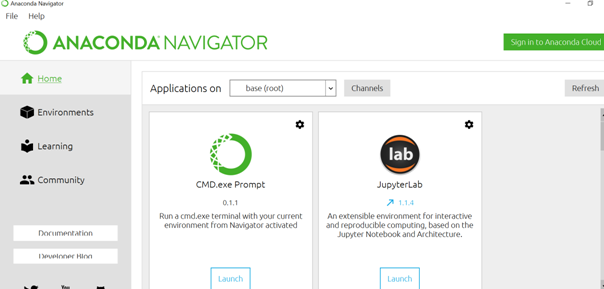 Anaconda Navigator
File Help
ANACONDA NAVIGATOR
Sign in to Anaconda Cloud
Home
Applications on base (root) Channels Refresh
Environments
Learning
Community
CMD.exe Prompt
0.1.1
Run a cmd.exe terminal with your current
environment from Navigator activated
Launch
lab
JupyterLab
1.1.4
An extensible environment for interactive
and reproducible computing, based on the
Jupyter Notebook and Architecture.
Launch
Documentation
Developer Blog